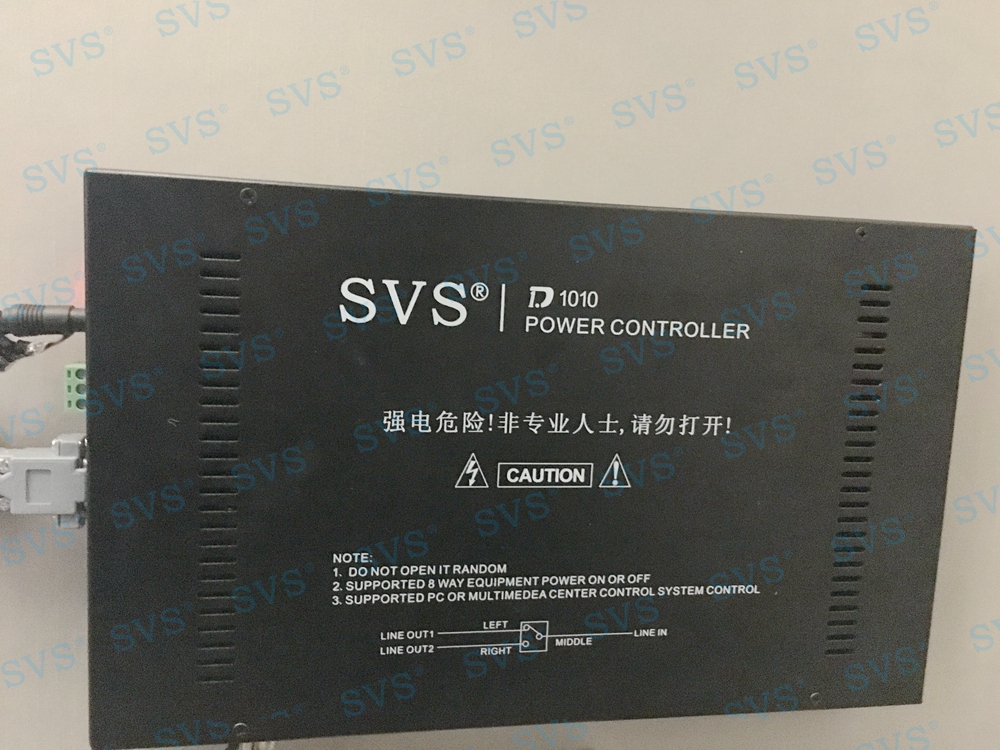 SVS® | D 1010
POWER CONTROLLER
强电危险!非专业人士,请勿打开!
CAUTION
NOTE:
1. DO NOT OPEN IT RANDOM
2. SUPPORTED 8 WAY EQUIPMENT POWER ON OR OFF
3. SUPPORTED PC OR MULTIMEDEA CENTER CONTROL SYSTEM CONTROL
LINE OUT1 LEFT LINE IN
LINE OUT2 RIGHT MIDDLE
SVS®